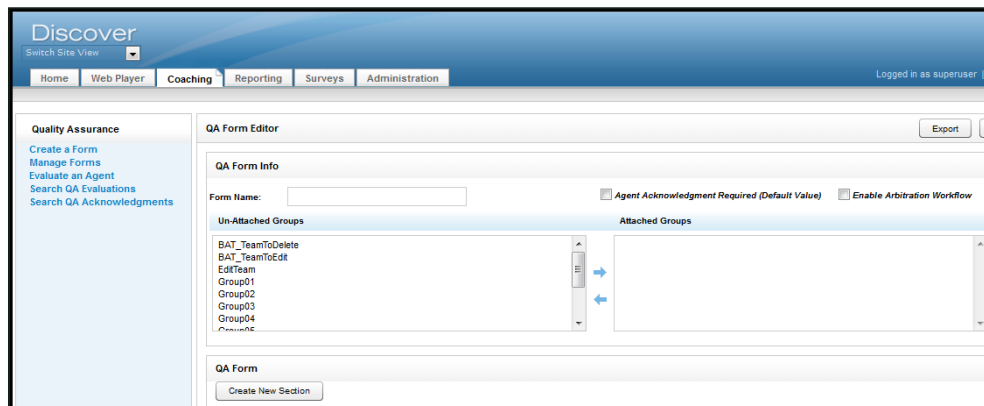 Discover
Switch Site View
Home Web Player Coaching Reporting Surveys Administration
Logged in as superuser |
Quality Assurance
Create a Form
Manage Forms
Evaluate an Agent
Search QA Evaluations
Search QA Acknowledgments
QA Form Editor
Export
QA Form Info
Form Name:
Agent Acknowledgment Required (Default Value)
Enable Arbitration Workflow
Un-Attached Groups
Attached Groups
BAT_TeamToDelete
BAT_TeamToEdit
EditTeam
Group01
Group02
Group03
Group04
QA Form
Create New Section